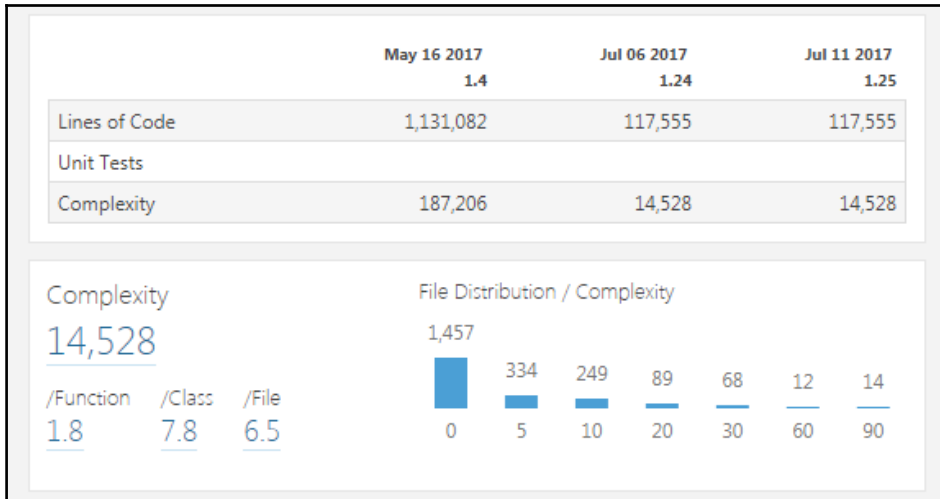 May 16 2017 Jul 06 2017 Jul 11 2017
1.4 1.24 1.25
Lines of Code 1,131,082 117,555 117,555
Unit Tests
Complexity 187,206 14,528 14,528
Complexity
14,528
/Function /Class /File
1.8 7.8 6.5
File Distribution / Complexity
1,457 334 249 89 68 12 14
0 5 10 20 30 60 90